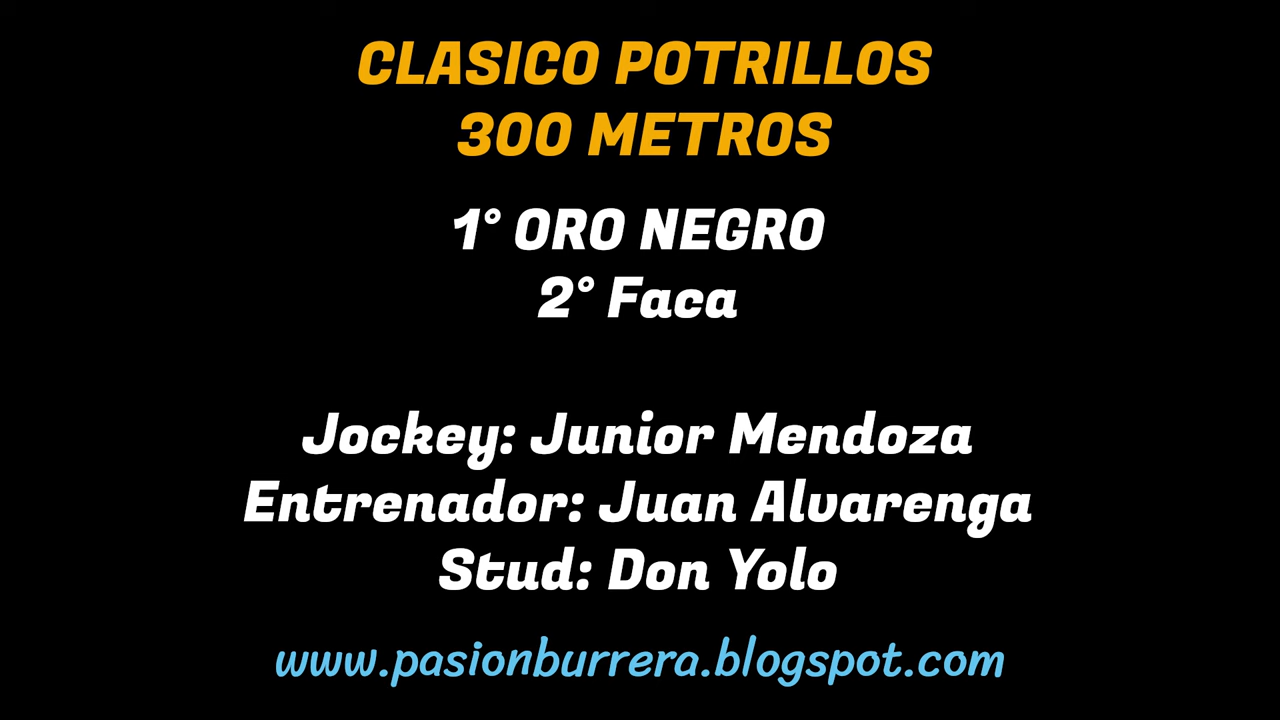 CLASICO POTRILLOS
300 METROS
1° ORO NEGRO
2° Faca
Jockey: Junior Mendoza
Entrenador: Juan Alvarenga
Stud: Don Yolo
www.pasionburrera.blogspot.com